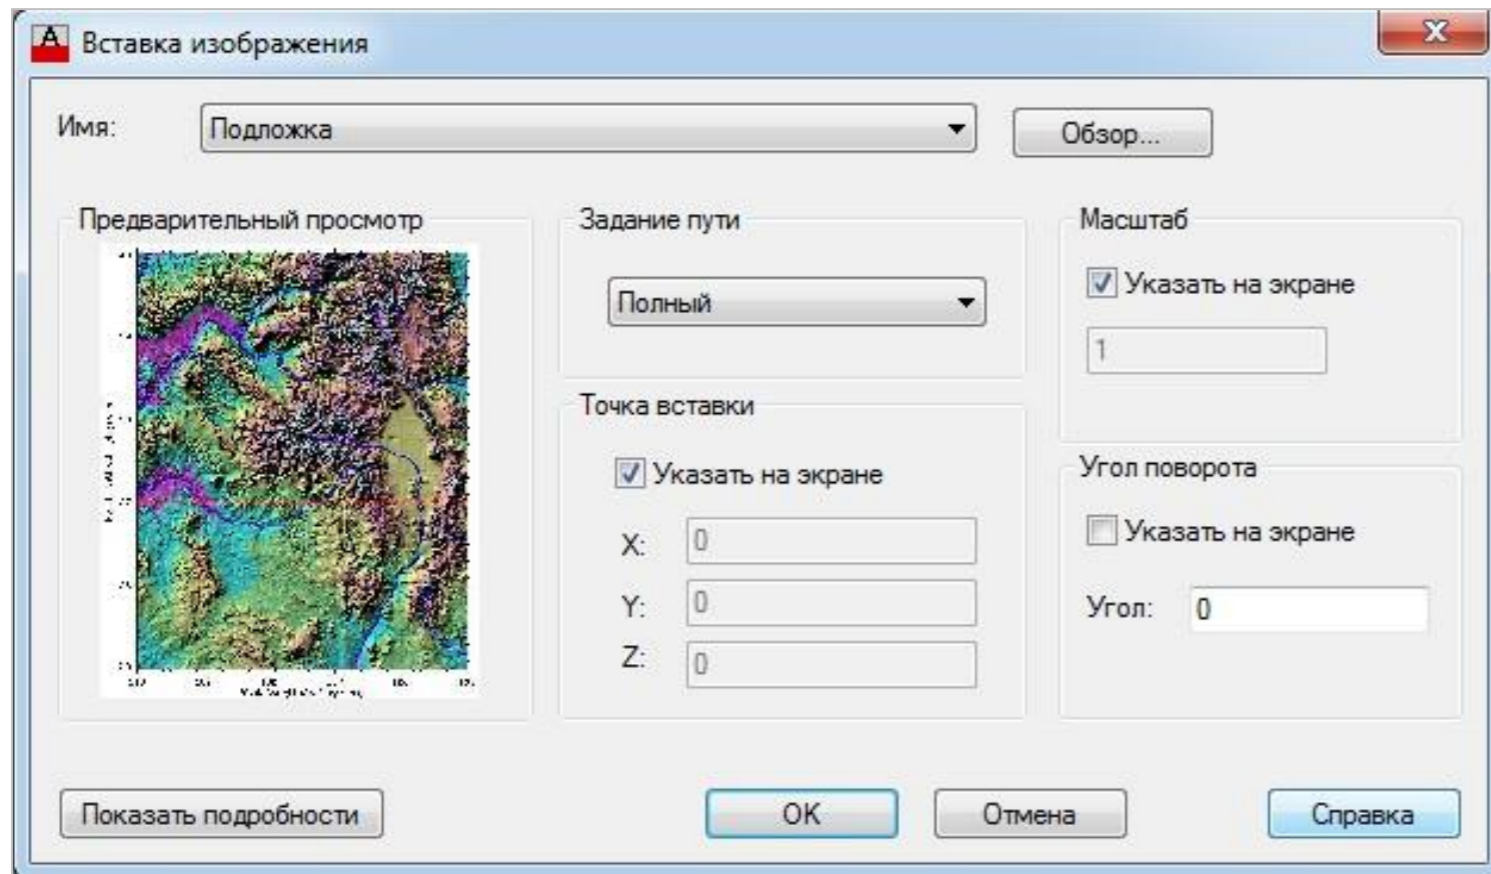 Вставка изображения
Имя: Подложка Обзор...
Предварительный просмотр
Задание пути
Полный
Точка вставки
Указать на экране
X: 0
Y: 0
Z: 0
Масштаб
Указать на экране
1
Угол поворота
Указать на экране
Угол: 0
Показать подробности OK Отмена Справка